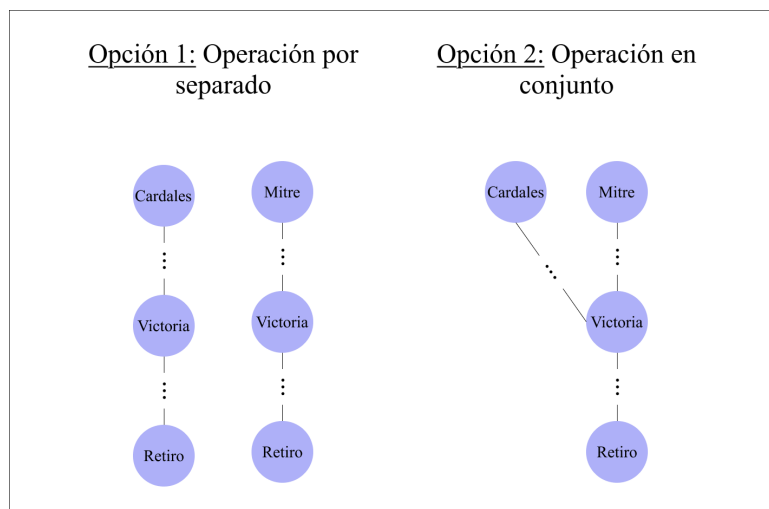 Opción 1: Operación por
separado
Opción 2: Operación en
conjunto
Cardales
Mitre
Victoria
Victoria
Retiro
Retiro
Cardales
Mitre
Victoria
Retiro